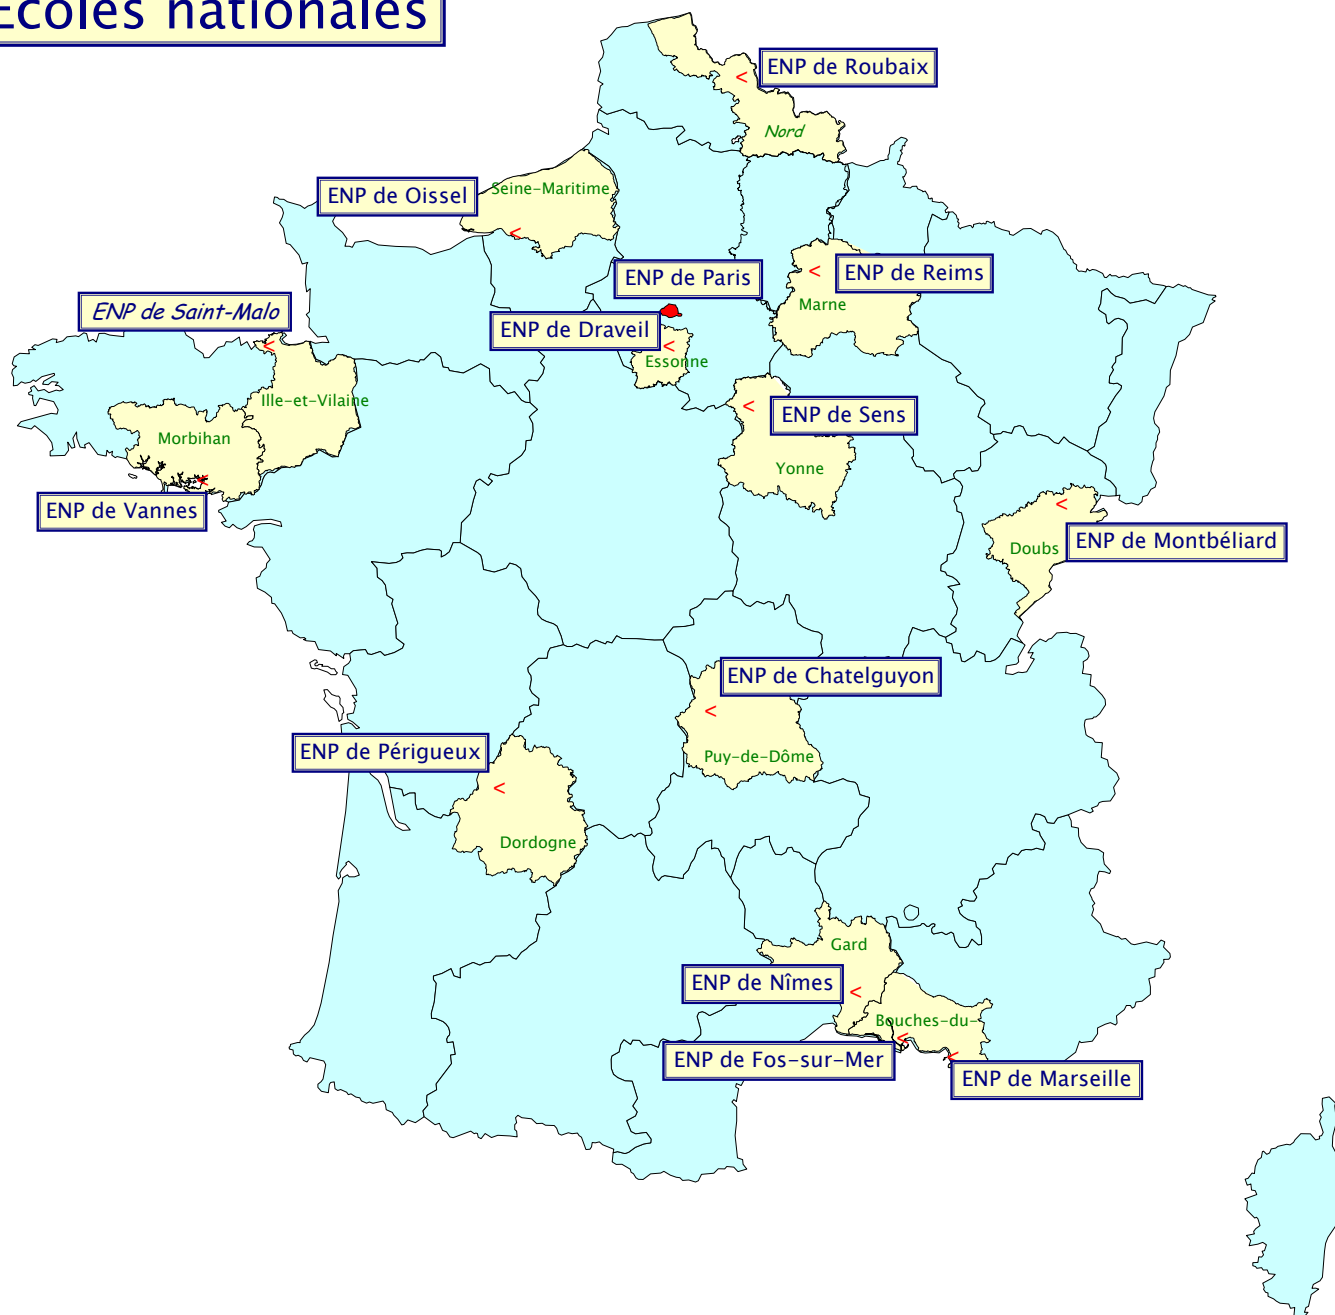 Ecoles nationales
ENP de Roubaix
Nord
ENP de Oissel
Seine-Maritime
ENP de Paris
ENP de Reims
Marne
ENP de Saint-Malo
ENP de Draveil
Essonne
Ille-et-Vilaine
ENP de Sens
Morbihan
Yonne
ENP de Vannes
ENP de Montbéliard
Doubs
ENP de Chatelguyon
ENP de Périgueux
Puy-de-Dôme
Dordogne
Gard
ENP de Nîmes
Bouches-du-
ENP de Fos-sur-Mer
ENP de Marseille